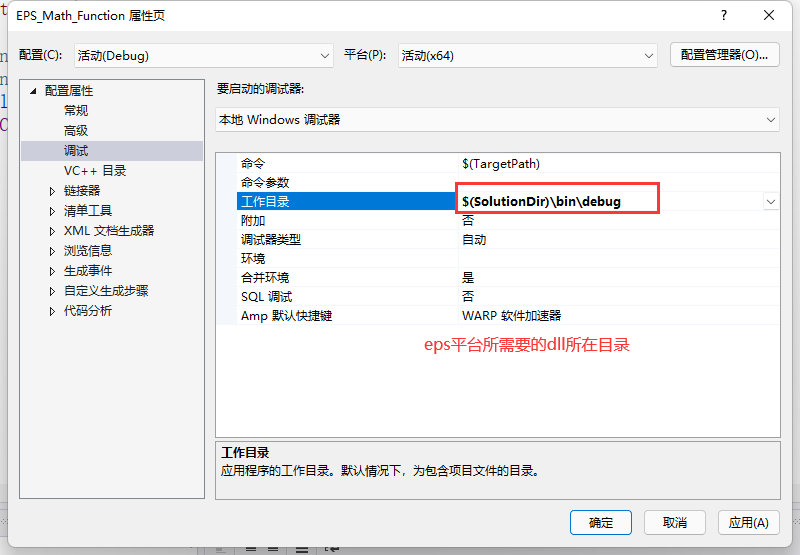 EPS_Math_Function 属性页
配置(C): 活动(Debug) 平台(P): 活动(x64) 配置管理器(O)...
配置属性
常规
高级
调试
VC++ 目录
链接器
清单工具
XML 文档生成器
浏览信息
生成事件
自定义生成步骤
代码分析
要启动的调试器:
本地 Windows 调试器
命令 $(TargetPath)
命令参数
工作目录 $(SolutionDir)\bin\debug
附加 否
调试器类型 自动
环境
合并环境 是
SQL 调试 否
Amp 默认快捷键 WARP 软件加速器
eps平台所需要的dll所在目录
工作目录
应用程序的工作目录。默认情况下，为包含项目文件的目录。
确定 取消 应用(A)